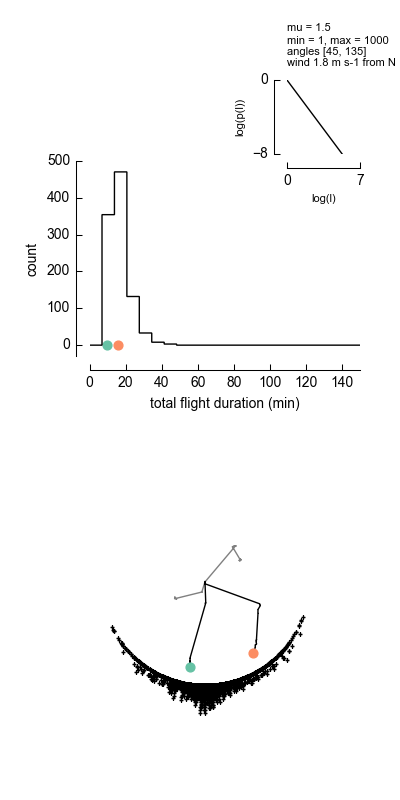 mu = 1.5
min = 1, max = 1000
angles [45, 135]
wind 1.8 m s-1 from N
0
log(p(l))
−8
0 7
log(l)
500
400
300
count
200
100
0
0 20 40 60 80 100 120 140
total flight duration (min)